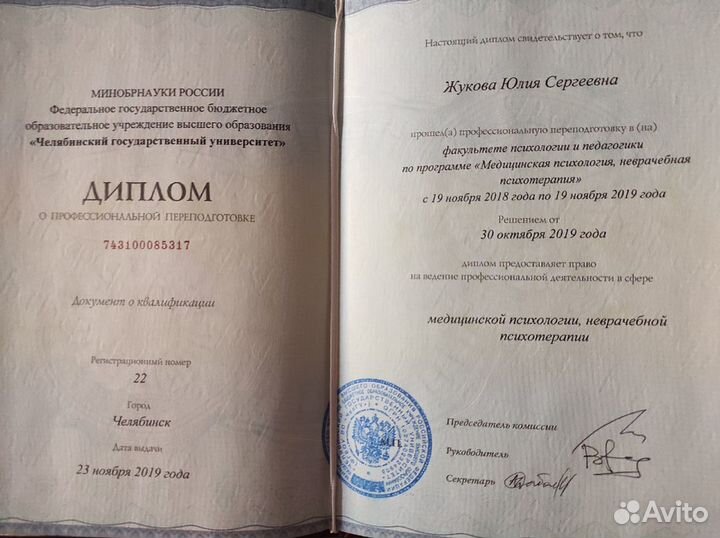 МИНОБРНАУКИ РОССИИ
Федеральное государственное бюджетное
образовательное учреждение высшего образования
«Челябинский государственный университет»
ДИПЛОМ
О ПРОФЕССИОНАЛЬНОЙ ПЕРЕПОДГОТОВКЕ
743100085317
Документ о квалификации
Регистрационный номер
22
Город
Челябинск
Дата выдачи
23 ноября 2019 года
Настоящий диплом свидетельствует о том, что
Жукова Юлия Сергеевна
прошел(а) профессиональную переподготовку в (на)
факультете психологии и педагогики
по программе «Медицинская психология, неврачебная
психотерапия»
с 19 ноября 2018 года по 19 ноября 2019 года
Решением от
30 октября 2019 года
диплом предоставляет право
на ведение профессиональной деятельности в сфере
медицинской психологии, неврачебной
психотерапии
М.П.
Председатель комиссии
Руководитель
Секретарь
Avito